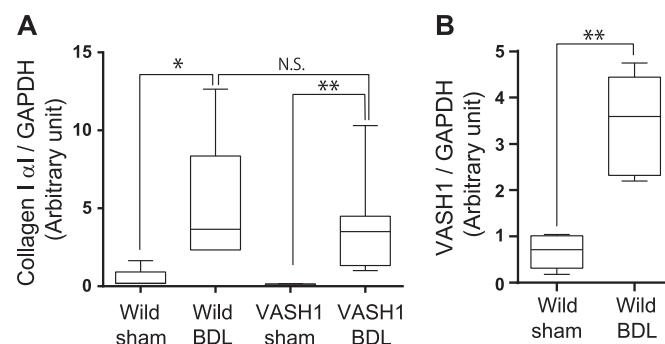 A
Collagen I αI / GAPDH
(Arbitrary unit)
15
10
5
0
*
N.S.
**
Wild
sham
Wild
BDL
VASH1
sham
VASH1
BDL
B
VASH1 / GAPDH
(Arbitrary unit)
5
4
3
2
1
0
**
Wild
sham
Wild
BDL